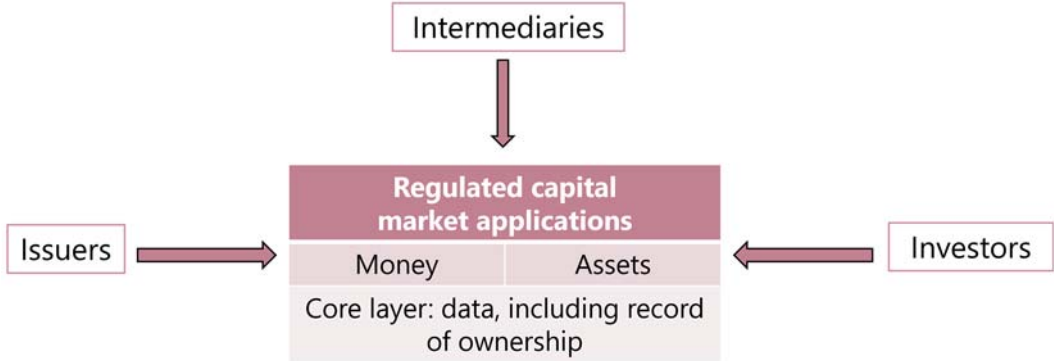 Intermediaries
Regulated capital
market applications
Issuers
Investors
Money
Assets
Core layer: data, including record
of ownership